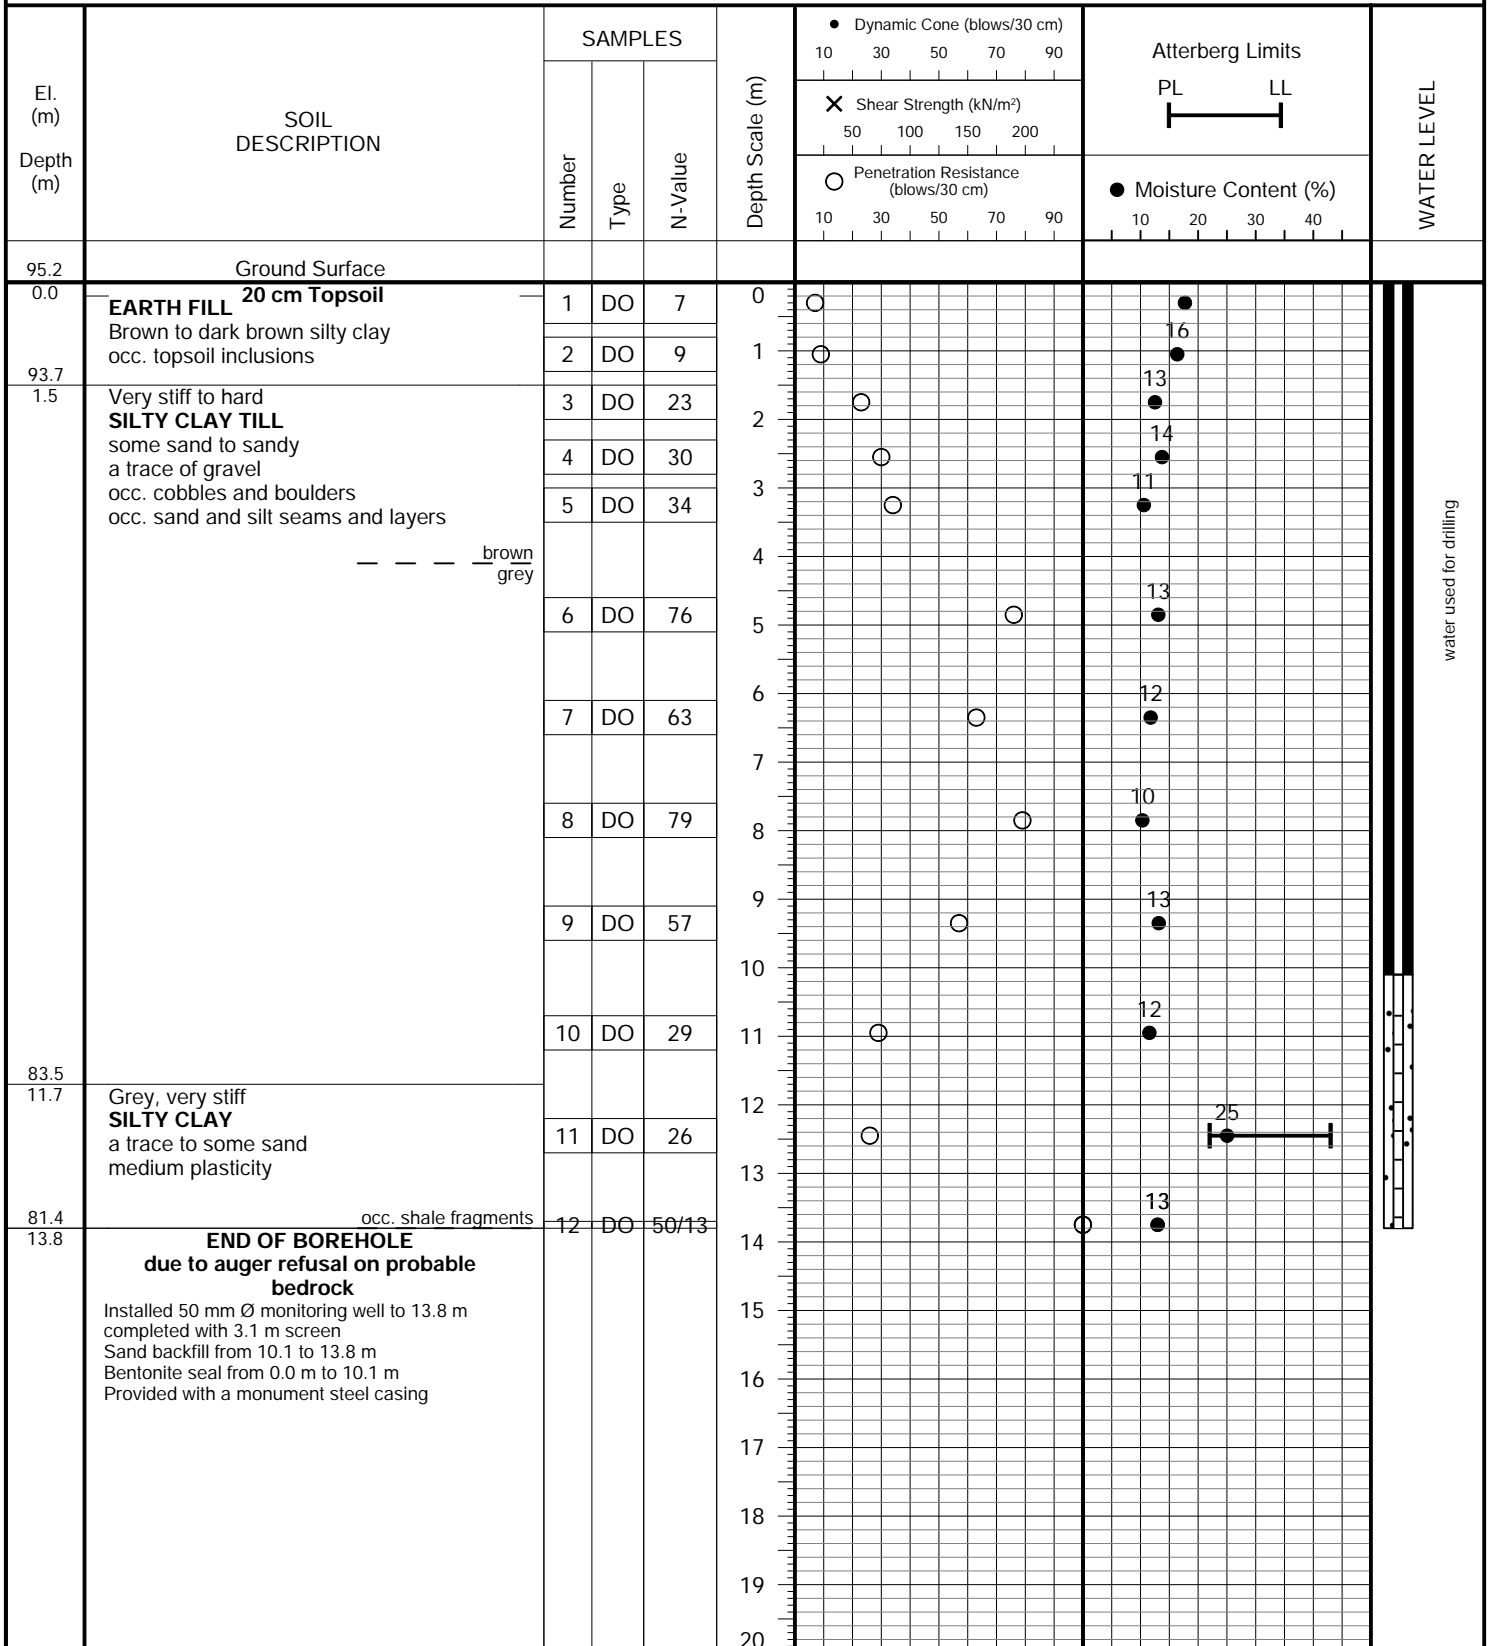 El.
(m)
Depth
(m)
SOIL
DESCRIPTION
SAMPLES
Number
Type
N-Value
Depth Scale (m)
● Dynamic Cone (blows/30 cm)
10 30 50 70 90
✕ Shear Strength (kN/m²)
50 100 150 200
○ Penetration Resistance
(blows/30 cm)
10 30 50 70 90
Atterberg Limits
PL LL
● Moisture Content (%)
10 20 30 40
WATER LEVEL
95.2 Ground Surface
0.0 20 cm Topsoil
EARTH FILL
Brown to dark brown silty clay
occ. topsoil inclusions
93.7
1.5 Very stiff to hard
SILTY CLAY TILL
some sand to sandy
a trace of gravel
occ. cobbles and boulders
occ. sand and silt seams and layers
brown
grey
83.5
11.7 Grey, very stiff
SILTY CLAY
a trace to some sand
medium plasticity
81.4 occ. shale fragments
13.8 END OF BOREHOLE
due to auger refusal on probable
bedrock
Installed 50 mm Ø monitoring well to 13.8 m
completed with 3.1 m screen
Sand backfill from 10.1 to 13.8 m
Bentonite seal from 0.0 m to 10.1 m
Provided with a monument steel casing
1 DO 7
2 DO 9
3 DO 23
4 DO 30
5 DO 34
6 DO 76
7 DO 63
8 DO 79
9 DO 57
10 DO 29
11 DO 26
12 DO 50/13
0
1
2
3
4
5
6
7
8
9
10
11
12
13
14
15
16
17
18
19
20
16
13
14
11
13
12
10
13
12
25
13
water used for drilling